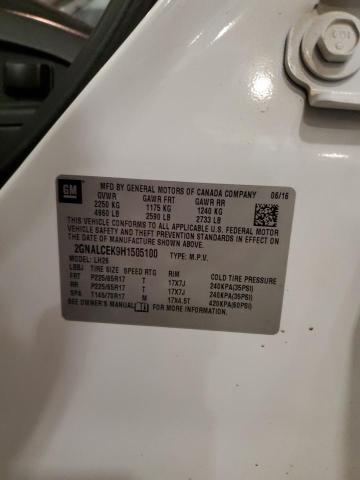 GM
MFD BY GENERAL MOTORS OF CANADA COMPANY 06/16
GVWR GAWR FRT GAWR RR
2250 KG 1175 KG 1240 KG
4960 LB 2590 LB 2733 LB
THIS VEHICLE CONFORMS TO ALL APPLICABLE U.S. FEDERAL MOTOR
VEHICLE SAFETY, BUMPER, AND THEFT PREVENTION STANDARDS
IN EFFECT ON THE DATE OF MANUFACTURE SHOWN ABOVE.
2GNALCEK9H1505100 TYPE: M.P.V.
MODEL: LH26
LBBJ TIRE SIZE SPEED RTG RIM COLD TIRE PRESSURE
FRT P225/65R17 T 17X7J 240KPA(35PSI)
RR P225/65R17 T 17X7J 240KPA(35PSI)
SPA T145/70R17 M 17X4.5T 420KPA(60PSI)
SEE OWNER'S MANUAL FOR MORE INFORMATION.